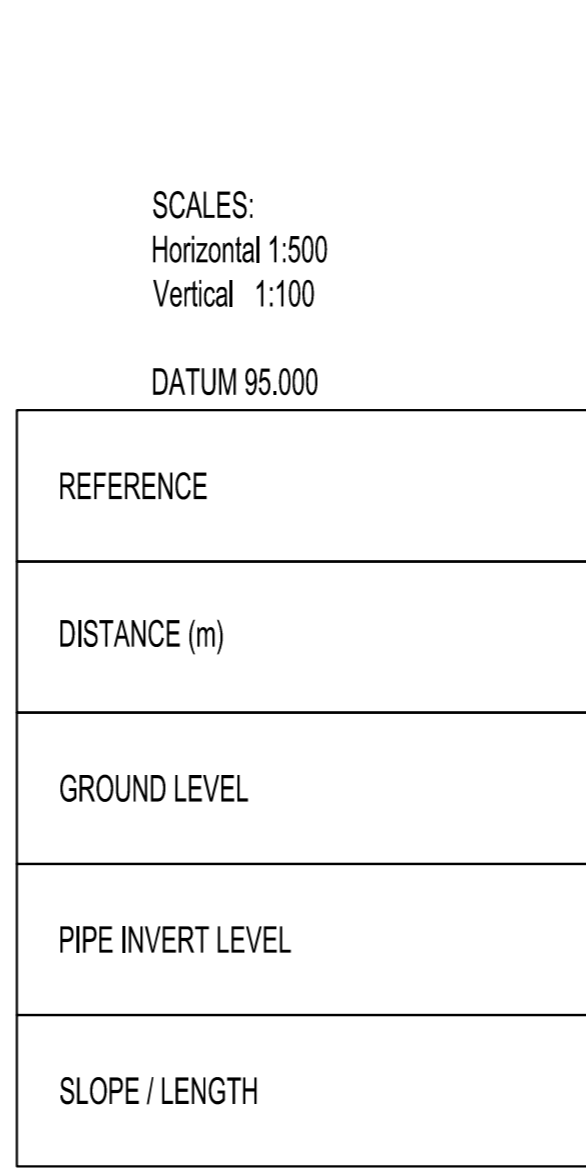 SCALES:
Horizontal 1:500
Vertical 1:100
DATUM 95.000
REFERENCE
DISTANCE (m)
GROUND LEVEL
PIPE INVERT LEVEL
SLOPE / LENGTH